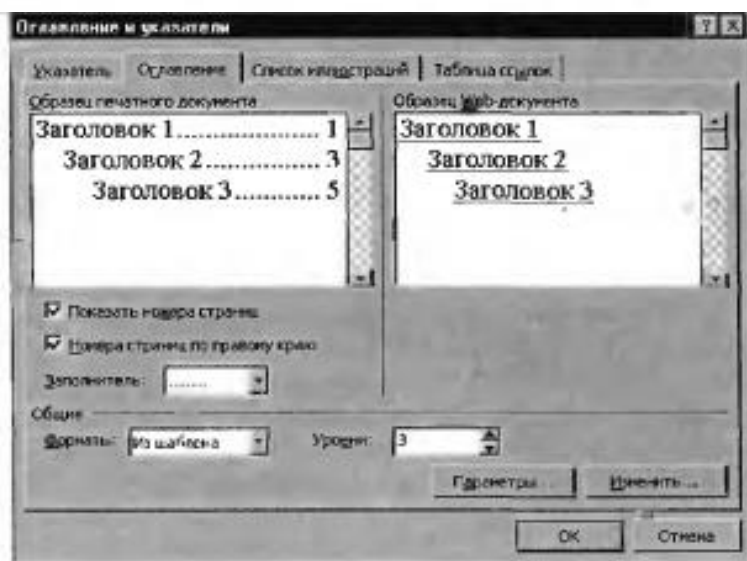 Оглавление и указатели
Указатель Оглавление Список иллюстраций Таблица ссылок
Образец печатного документа
Заголовок 1 ............... 1
Заголовок 2 ............... 3
Заголовок 3 ............. 5
Образец Web-документа
Заголовок 1
Заголовок 2
Заголовок 3
Показать номера страниц
Номера страниц по правому краю
Заполнитель: .......
Общие
Форматы: Из шаблона Уровни: 3
Параметры... Изменить...
ОК Отмена